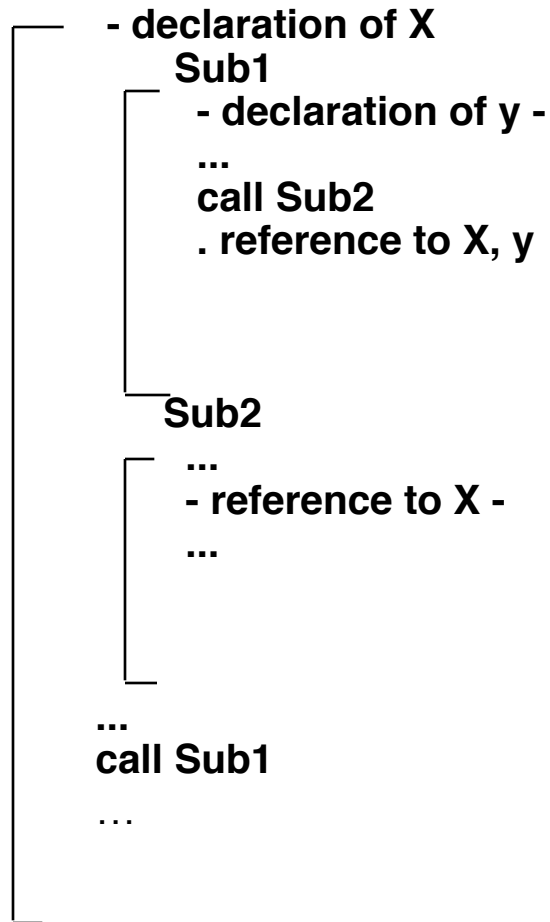 - declaration of X
Sub1
- declaration of y -
...
call Sub2
. reference to X, y
Sub2
...
- reference to X -
...
...
call Sub1
...